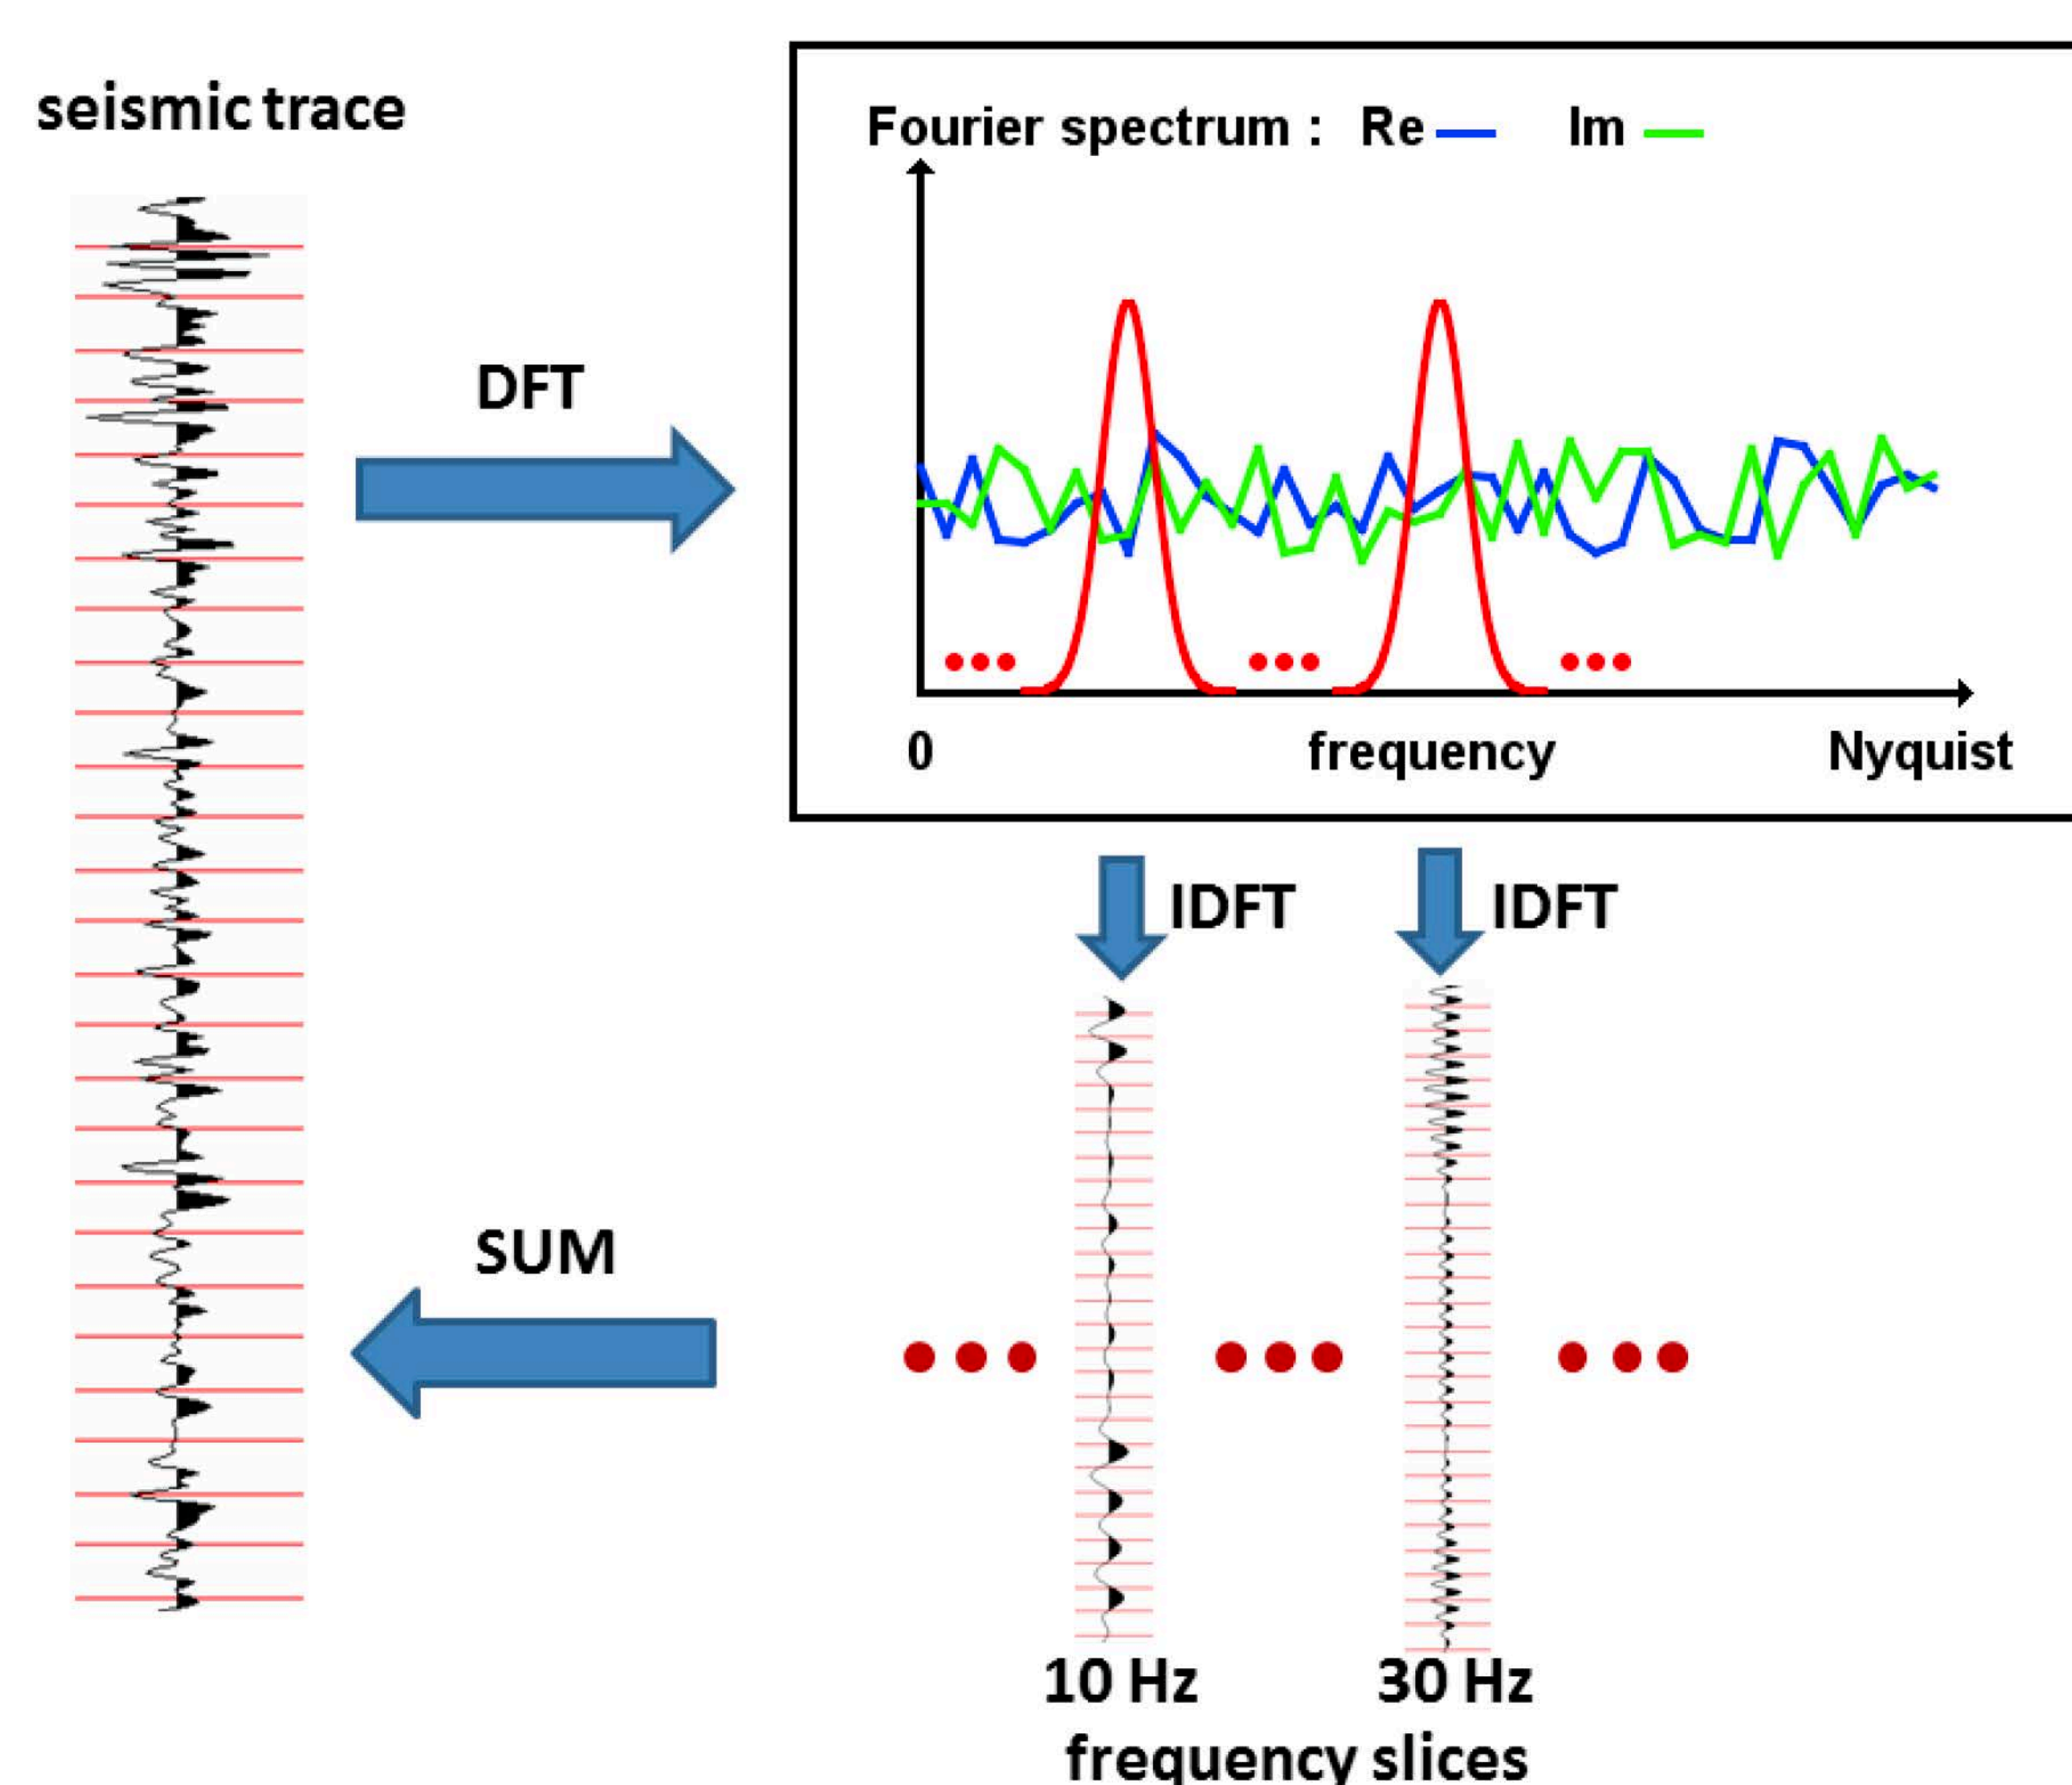 seismic trace
Fourier spectrum : Re Im
DFT
0 frequency Nyquist
IDFT IDFT
SUM
10 Hz 30 Hz
frequency slices